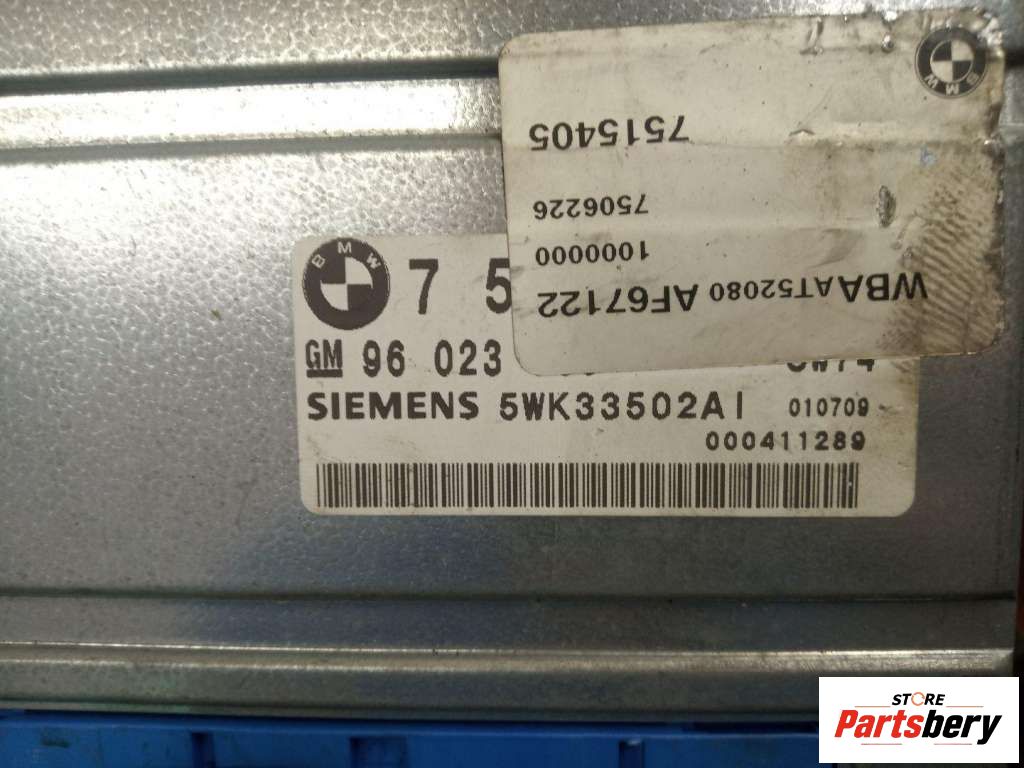 BMW
7515405
7506226
1000000
WBAAT52080 AF67122
BMW
7 5
GM 96 023
SIEMENS 5WK33502AI 010709
000411289
STORE
Partsbery